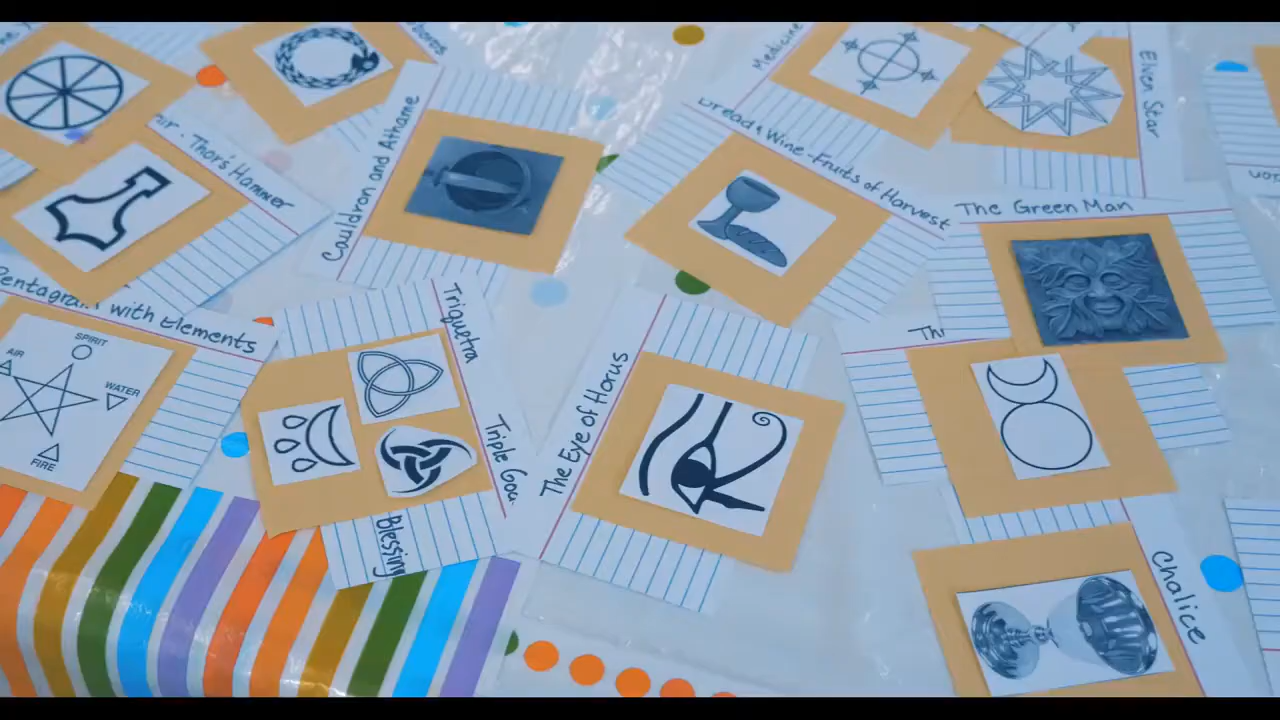 Medicine
Elven Star
Thor's Hammer
Cauldron and Athame
Bread & Wine - Fruits of Harvest
The Green Man
Pentagram with Elements
SPIRIT
AIR
WATER
FIRE
Triquetra
Triple
Blessing
The Eye of Horus
Chalice